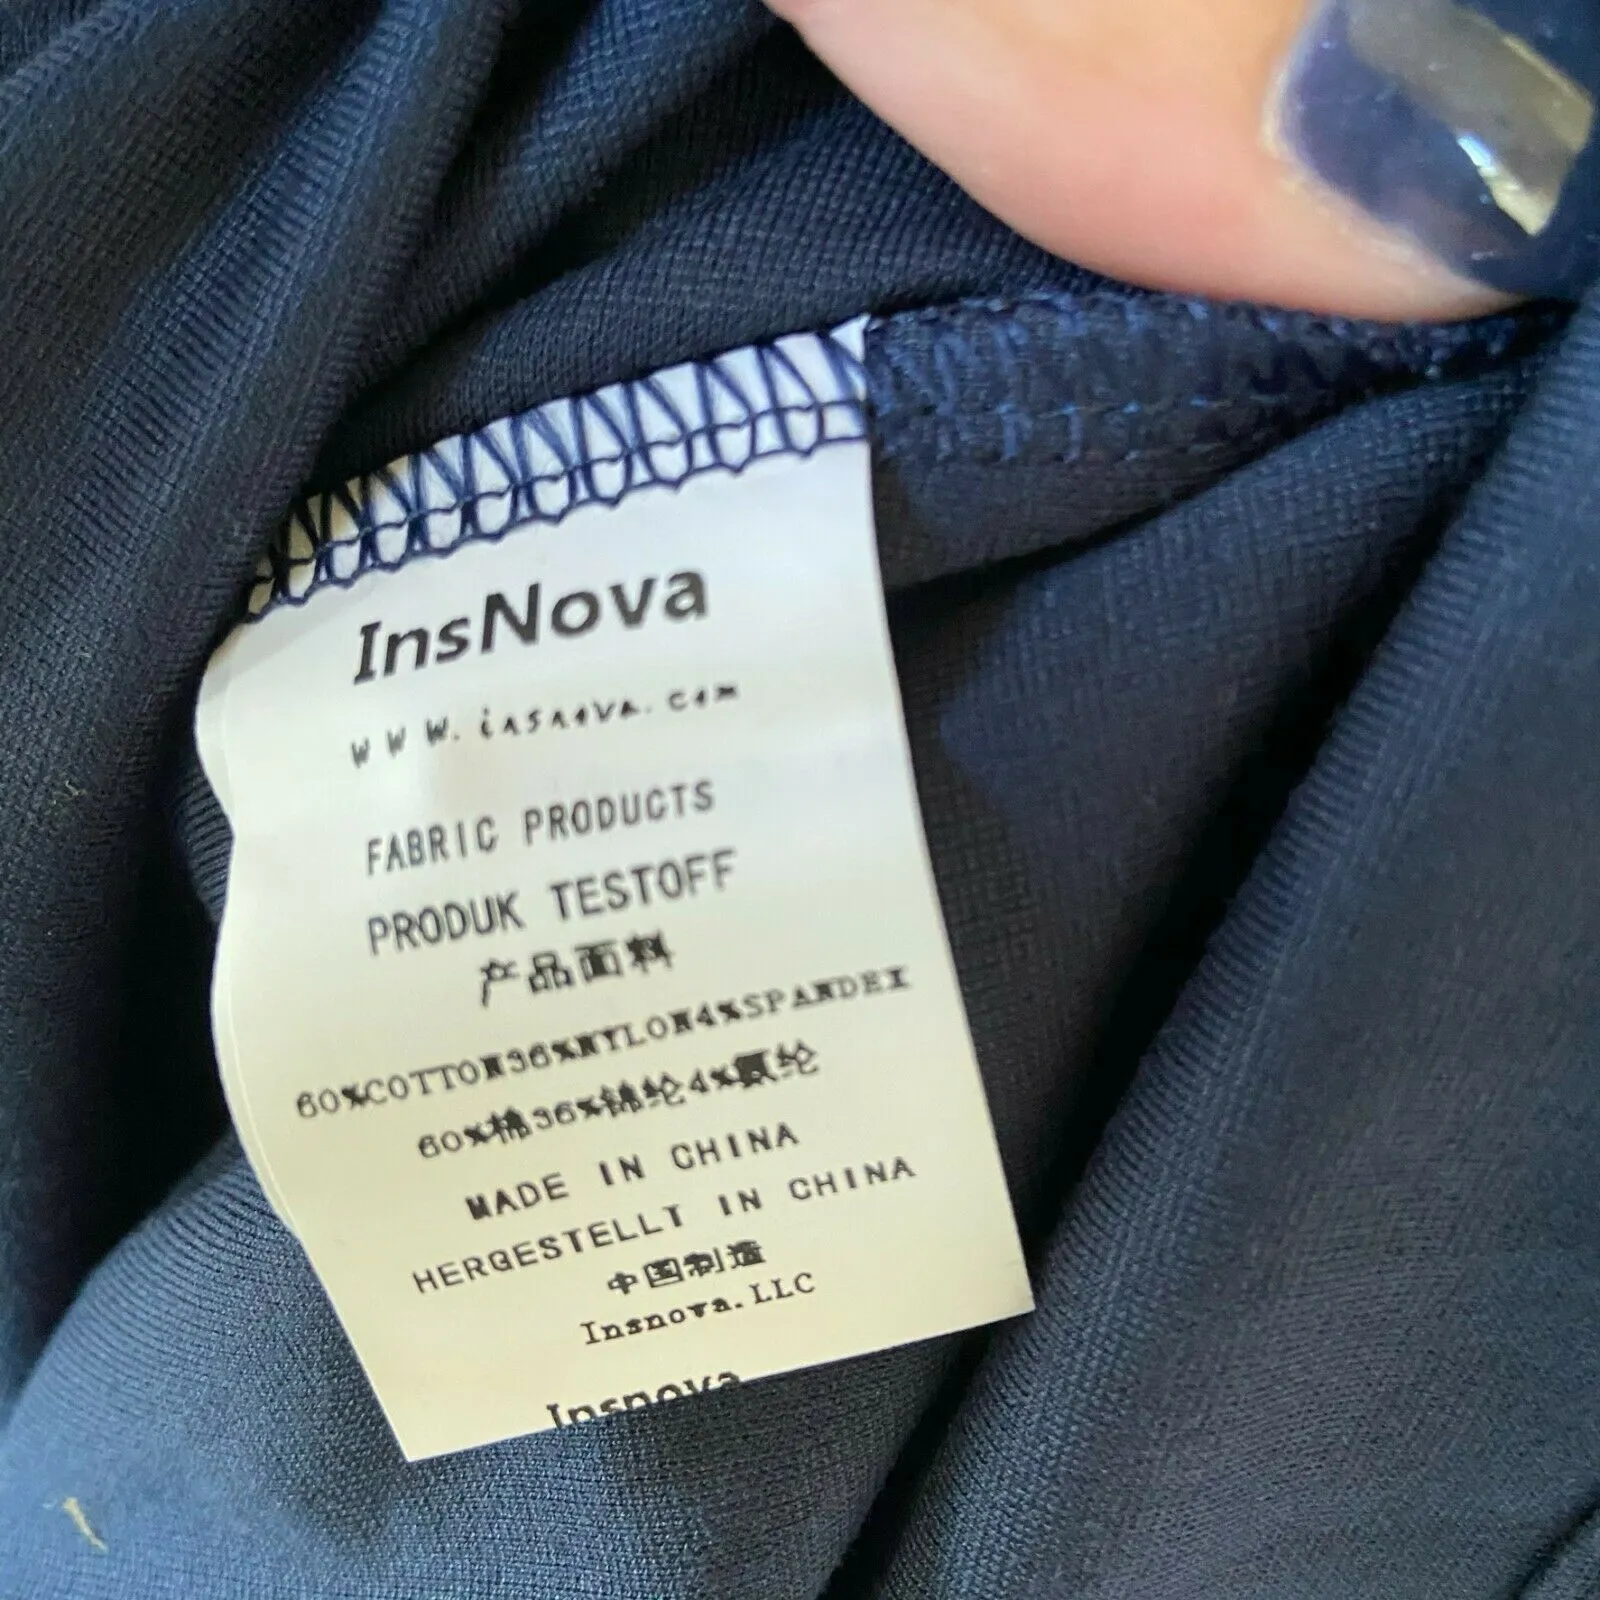 InsNova
www.insnova.com
FABRIC PRODUCTS
PRODUK TESTOFF
产品面料
60%COTTON36%NYLON4%SPANDEX
60%棉36%锦纶4%氨纶
MADE IN CHINA
HERGESTELLT IN CHINA
中国制造
Insnova.LLC
Insnova